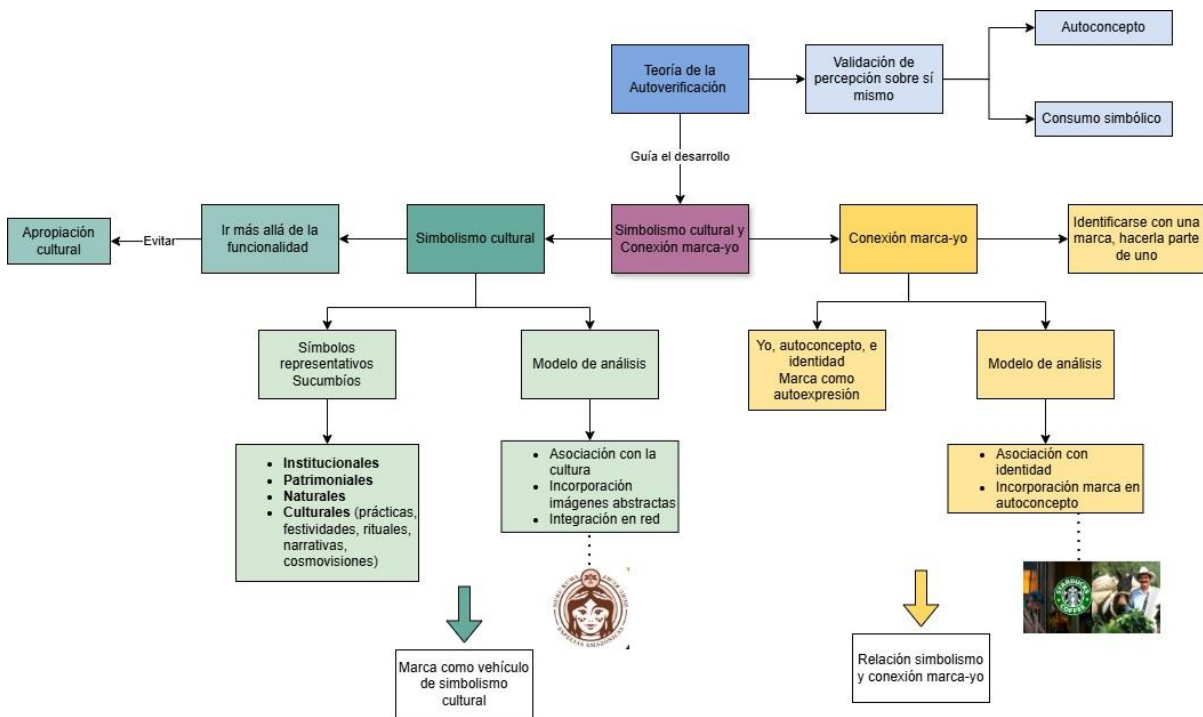 Autoconcepto
Teoría de la
Autoverificación
Validación de
percepción sobre sí
mismo
Consumo simbólico
Guía el desarrollo
Apropiación
cultural
Evitar
Ir más allá de la
funcionalidad
Simbolismo cultural
Simbolismo cultural y
Conexión marca-yo
Conexión marca-yo
Identificarse con una
marca, hacerla parte
de uno
Símbolos
representativos
Sucumbíos
Modelo de análisis
Yo, autoconcepto, e
identidad
Marca como
autoexpresión
Modelo de análisis
• Institucionales
• Patrimoniales
• Naturales
• Culturales (prácticas,
festividades, rituales,
narrativas,
cosmovisiones)
• Asociación con la
cultura
• Incorporación
imágenes abstractas
• Integración en red
• Asociación con
identidad
• Incorporación marca en
autoconcepto
ESPECIAS AMAZONICAS
STARBUCKS
COFFEE
Marca como vehículo
de simbolismo
cultural
Relación simbolismo
y conexión marca-yo